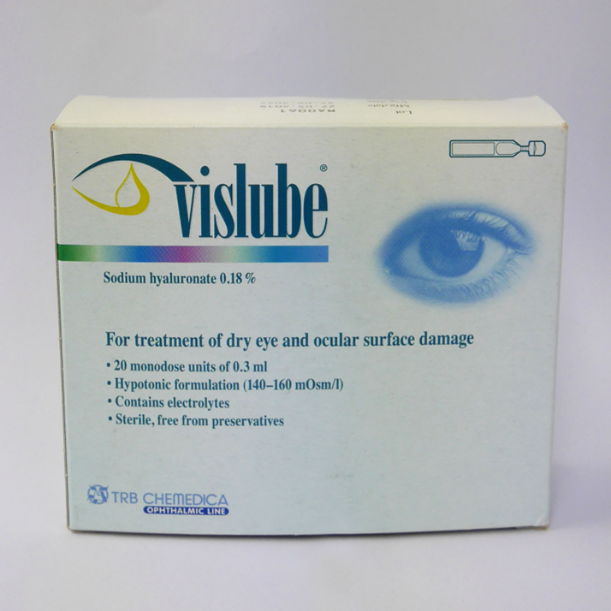 Lot
vislube®
Sodium hyaluronate 0.18 %
For treatment of dry eye and ocular surface damage
• 20 monodose units of 0.3 ml
• Hypotonic formulation (140–160 mOsm/l)
• Contains electrolytes
• Sterile, free from preservatives
TRB CHEMEDICA
OPHTHALMIC LINE